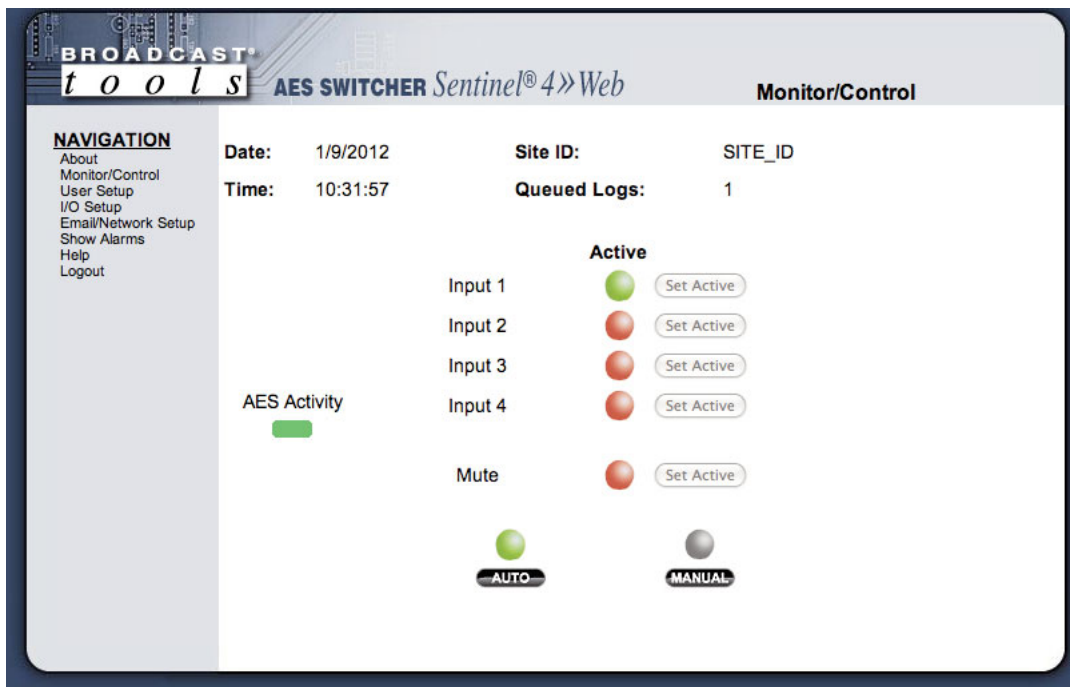 BROADCAST®
tools
AES SWITCHER Sentinel® 4»Web
Monitor/Control
NAVIGATION
About
Monitor/Control
User Setup
I/O Setup
Email/Network Setup
Show Alarms
Help
Logout
Date: 1/9/2012 Site ID: SITE_ID
Time: 10:31:57 Queued Logs: 1
Active
Input 1 Set Active
Input 2 Set Active
Input 3 Set Active
AES Activity
Input 4 Set Active
Mute Set Active
AUTO MANUAL